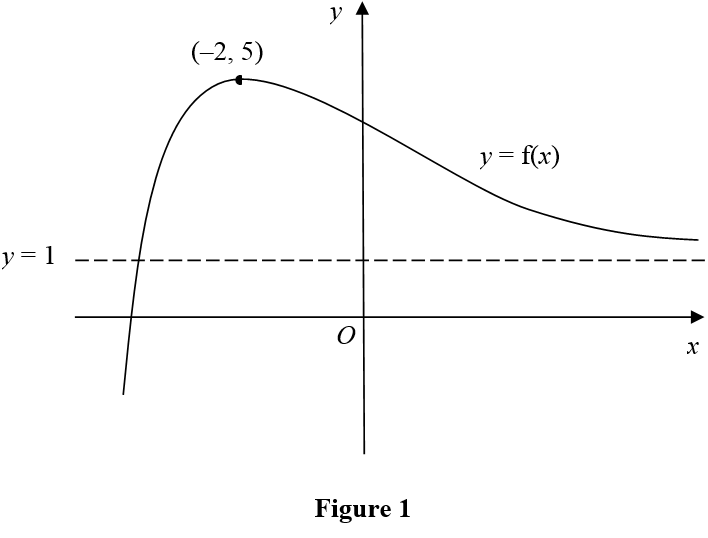 y
(–2, 5)
y = f(x)
y = 1
O
x
Figure 1